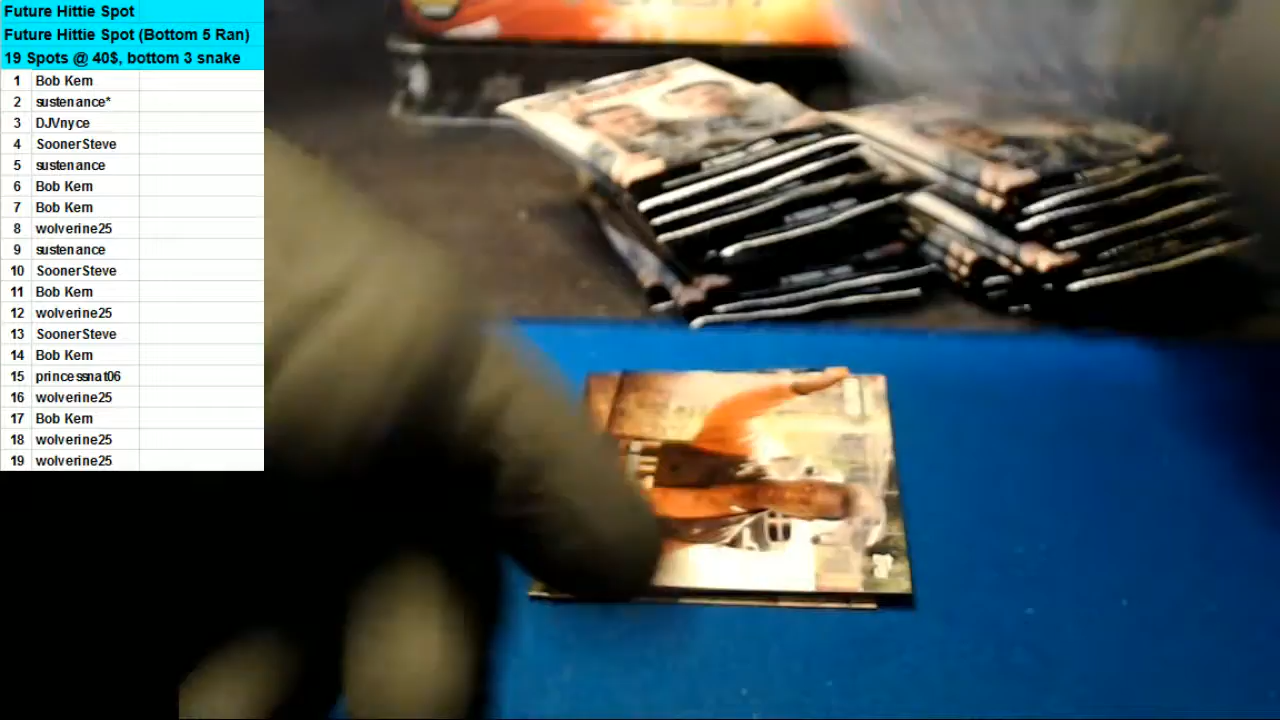 Future Hittie Spot
Future Hittie Spot (Bottom 5 Ran)
19 Spots @ 40$, bottom 3 snake
1 Bob Kem
2 sustenance*
3 DJVnyce
4 SoonerSteve
5 sustenance
6 Bob Kem
7 Bob Kem
8 wolverine25
9 sustenance
10 SoonerSteve
11 Bob Kem
12 wolverine25
13 SoonerSteve
14 Bob Kem
15 princessnat06
16 wolverine25
17 Bob Kem
18 wolverine25
19 wolverine25